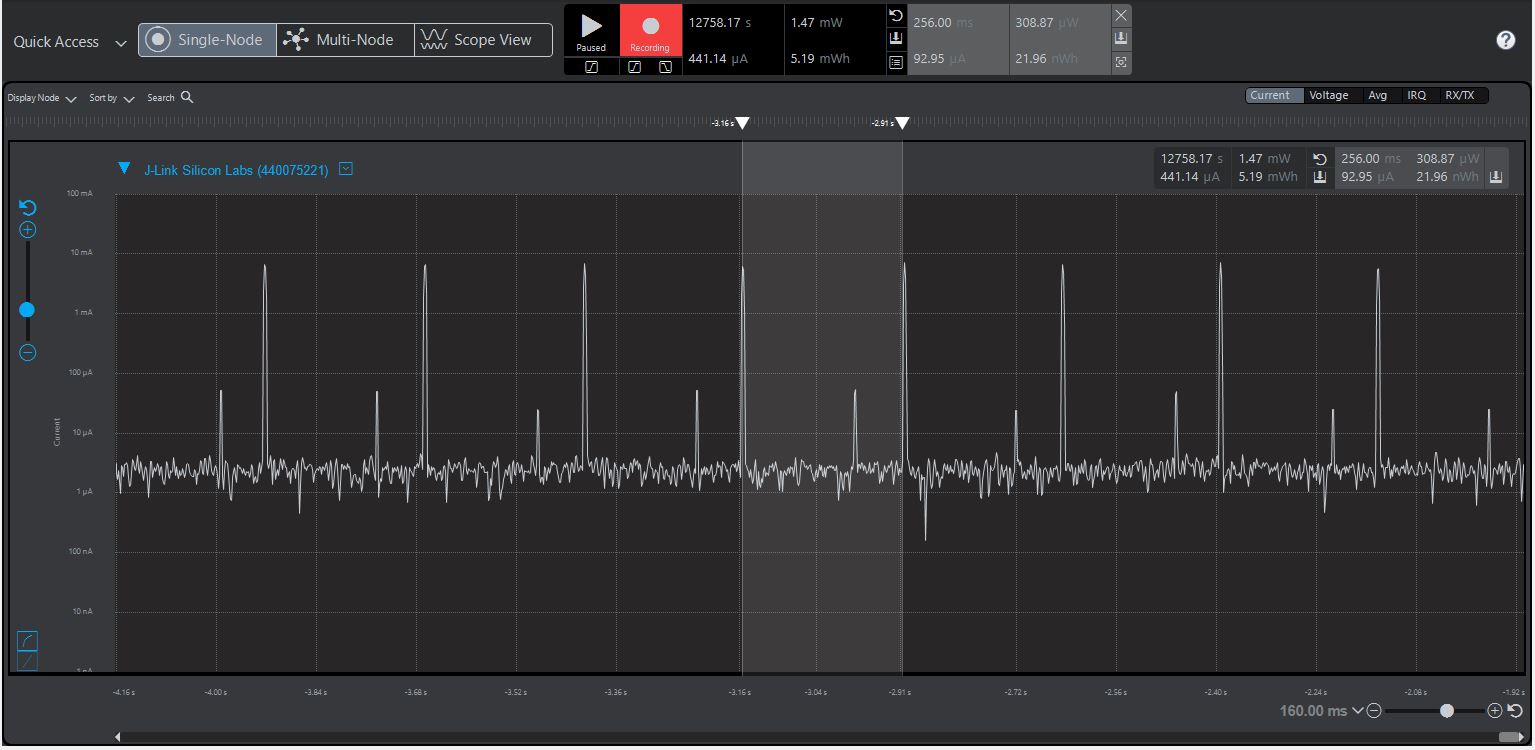 Quick Access
Single-Node
Multi-Node
Scope View
Paused
Recording
12758.17 s
1.47 mW
441.14 µA
5.19 mWh
256.00 ms
308.87 µW
92.95 µA
21.96 nWh
?
Display Node
Sort by
Search
Current
Voltage
Avg
IRQ
RX/TX
-3.16 s
-2.91 s
J-Link Silicon Labs (440075221)
12758.17 s 1.47 mW
441.14 µA 5.19 mWh
256.00 ms 308.87 µW
92.95 µA 21.96 nWh
100 mA
10 mA
1 mA
100 µA
10 µA
1 µA
100 nA
10 nA
1 nA
Current
-4.16 s -4.00 s -3.84 s -3.68 s -3.52 s -3.36 s -3.16 s -3.04 s -2.91 s -2.72 s -2.56 s -2.40 s -2.24 s -2.08 s -1.92 s
160.00 ms